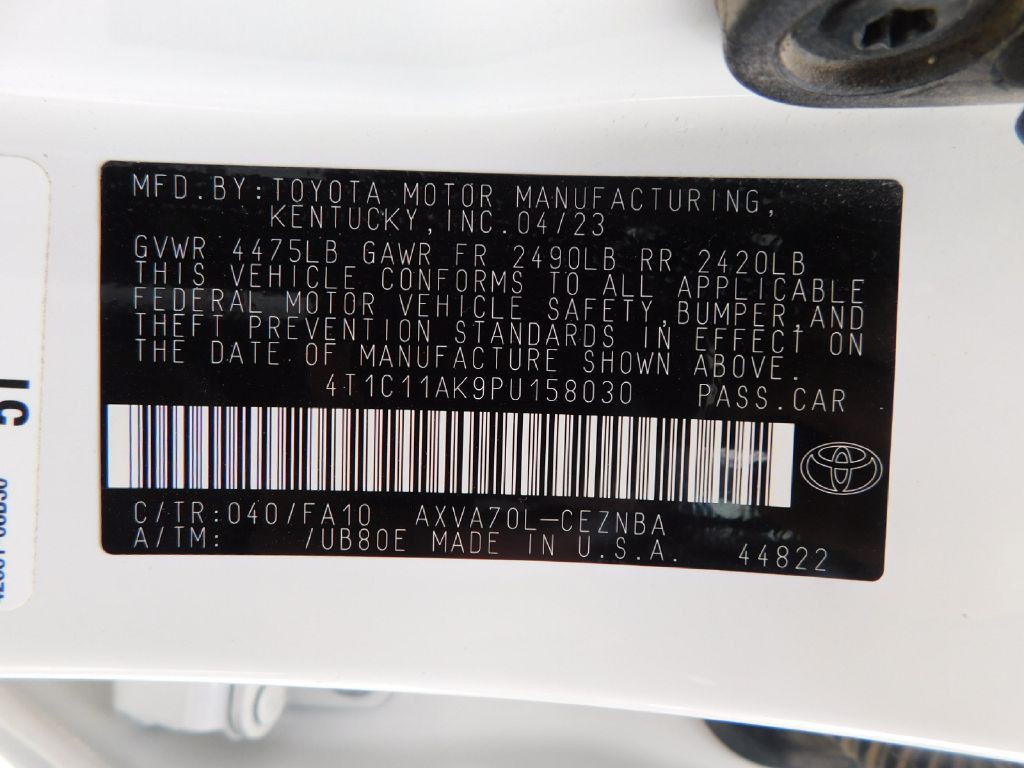 MFD.BY:TOYOTA MOTOR MANUFACTURING,
KENTUCKY,INC.04/23
GVWR 4475LB GAWR FR 2490LB RR 2420LB
THIS VEHICLE CONFORMS TO ALL APPLICABLE
FEDERAL MOTOR VEHICLE SAFETY,BUMPER,AND
THEFT PREVENTION STANDARDS IN EFFECT ON
THE DATE OF MANUFACTURE SHOWN ABOVE.
4T1C11AK9PU158030 PASS.CAR
C/TR:040/FA10 AXVA70L-CEZNBA
A/TM: /UB80E MADE IN U.S.A. 44822